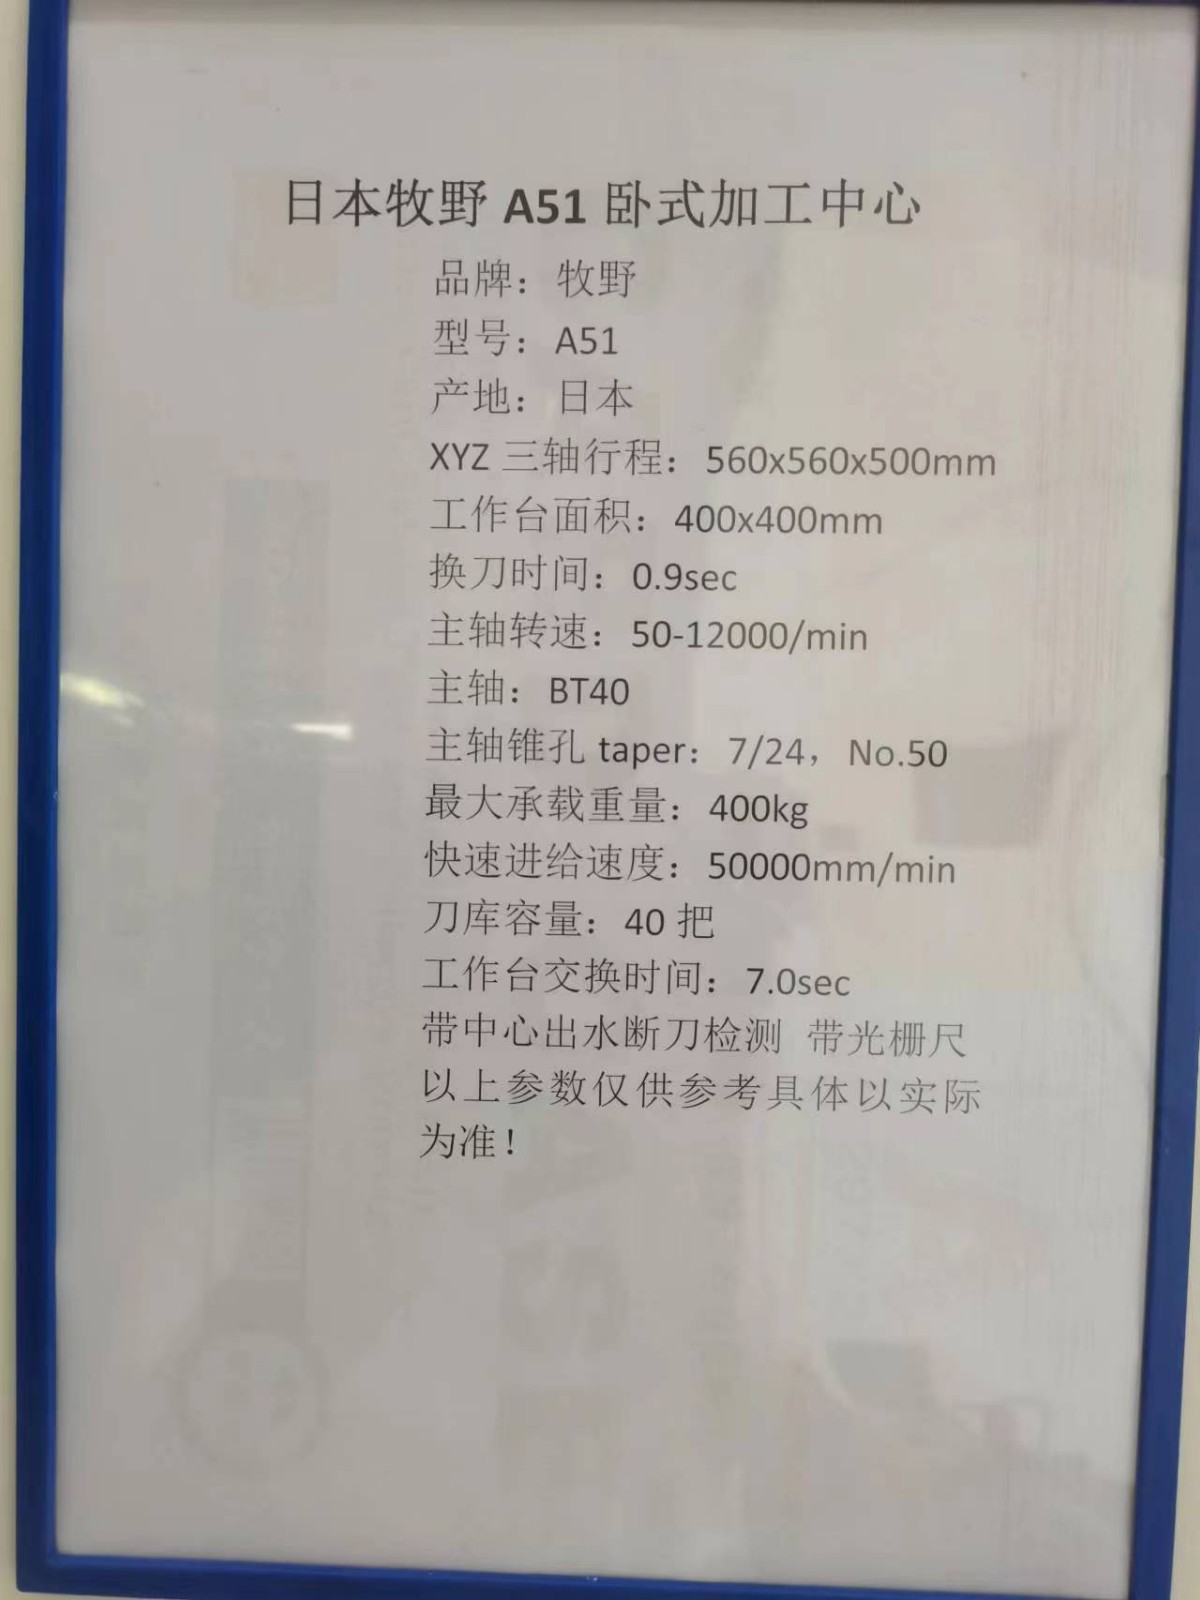 日本牧野 A51 卧式加工中心
品牌：牧野
型号：A51
产地：日本
XYZ 三轴行程：560x560x500mm
工作台面积：400x400mm
换刀时间：0.9sec
主轴转速：50-12000/min
主轴：BT40
主轴锥孔 taper：7/24，No.50
最大承载重量：400kg
快速进给速度：50000mm/min
刀库容量：40 把
工作台交换时间：7.0sec
带中心出水断刀检测 带光栅尺
以上参数仅供参考具体以实际
为准！